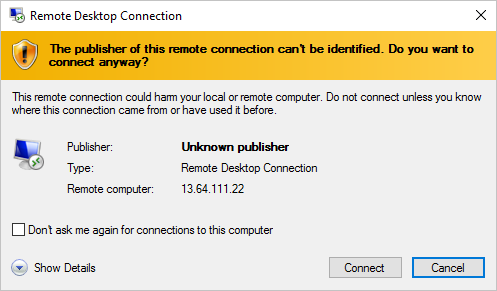 Remote Desktop Connection
The publisher of this remote connection can't be identified. Do you want to
connect anyway?
This remote connection could harm your local or remote computer. Do not connect unless you know
where this connection came from or have used it before.
Publisher: Unknown publisher
Type: Remote Desktop Connection
Remote computer: 13.64.111.22
Don't ask me again for connections to this computer
Show Details Connect Cancel